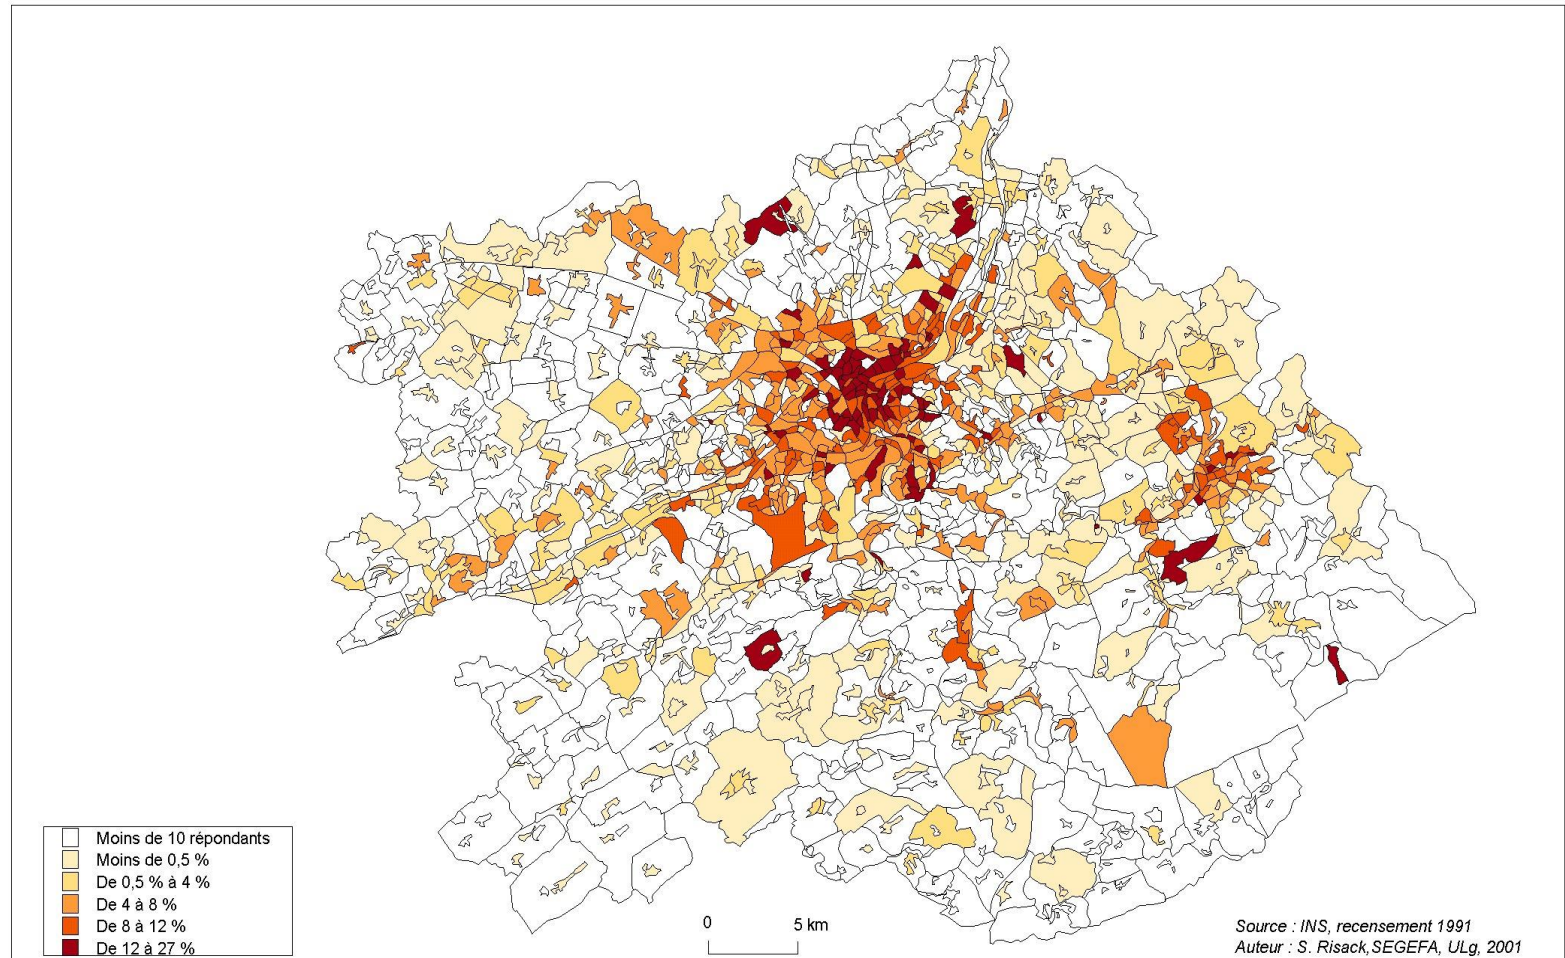 Moins de 10 répondants
Moins de 0,5 %
De 0,5 % à 4 %
De 4 à 8 %
De 8 à 12 %
De 12 à 27 %
0 5 km
Source : INS, recensement 1991
Auteur : S. Risack,SEGEFA, ULg, 2001